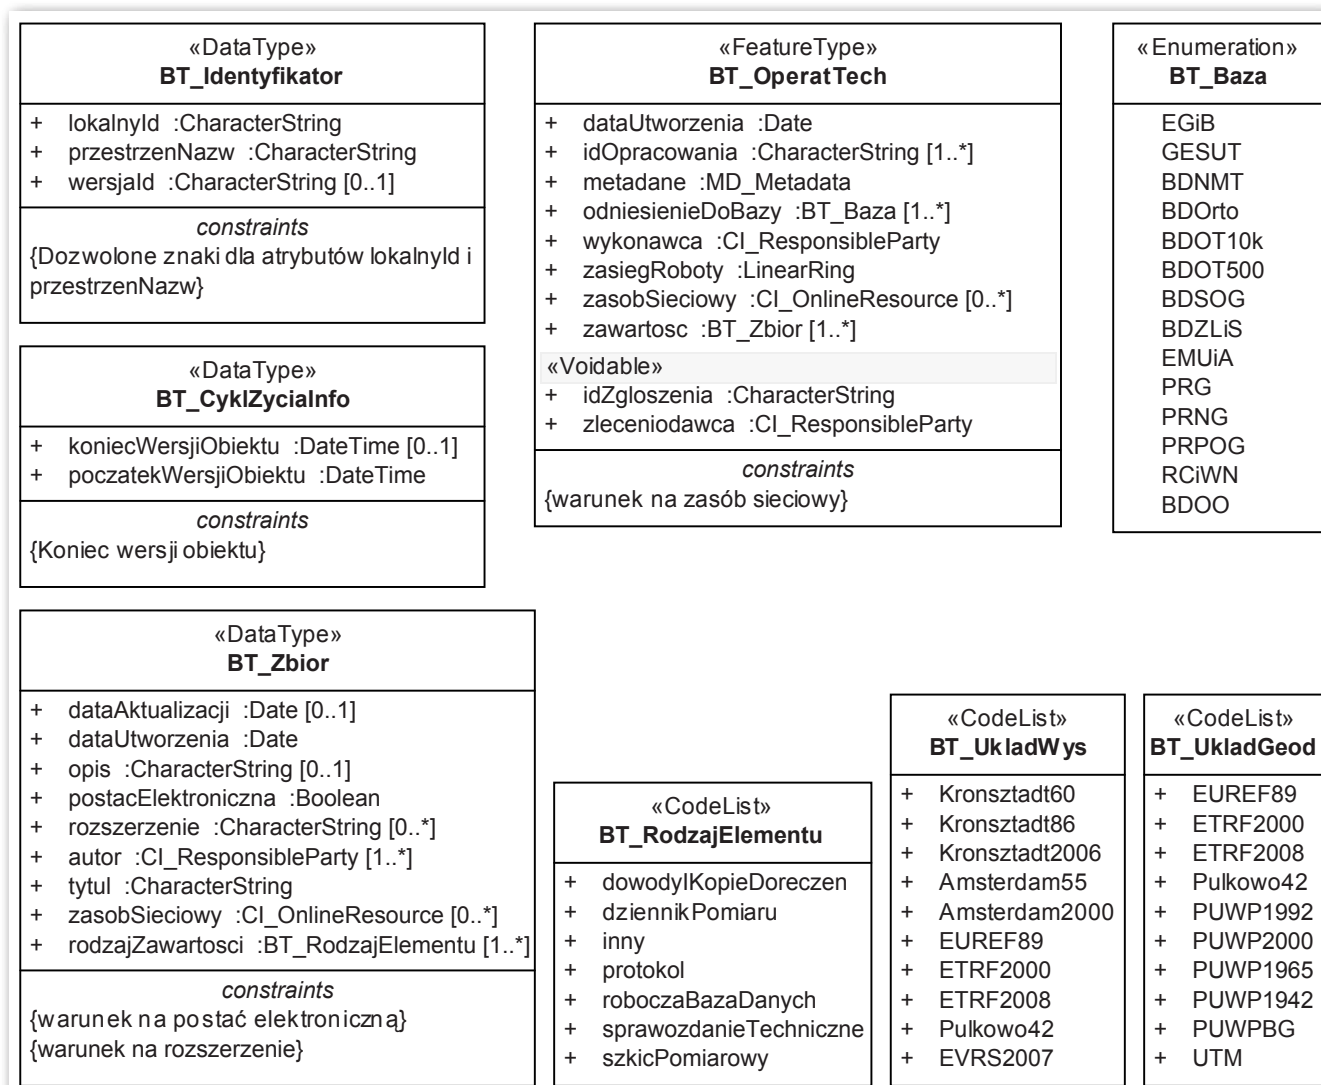 «DataType»
BT_Identyfikator
+ lokalnyId :CharacterString
+ przestrzenNazw :CharacterString
+ wersjaId :CharacterString [0..1]
constraints
{Dozwolone znaki dla atrybutów lokalnyId i
przestrzenNazw}
«FeatureType»
BT_OperatTech
+ dataUtworzenia :Date
+ idOpracowania :CharacterString [1..*]
+ metadane :MD_Metadata
+ odniesienieDoBazy :BT_Baza [1..*]
+ wykonawca :CI_ResponsibleParty
+ zasiegRoboty :LinearRing
+ zasobSieciowy :CI_OnlineResource [0..*]
+ zawartosc :BT_Zbior [1..*]
«Voidable»
+ idZgloszenia :CharacterString
+ zleceniodawca :CI_ResponsibleParty
constraints
{warunek na zasób sieciowy}
«Enumeration»
BT_Baza
EGiB
GESUT
BDNMT
BDOrto
BDOT10k
BDOT500
BDSOG
BDZLiS
EMUiA
PRG
PRNG
PRPOG
RCiWN
BDOO
«DataType»
BT_CyklZyciaInfo
+ koniecWersjiObiektu :DateTime [0..1]
+ poczatekWersjiObiektu :DateTime
constraints
{Koniec wersji obiektu}
«DataType»
BT_Zbior
+ dataAktualizacji :Date [0..1]
+ dataUtworzenia :Date
+ opis :CharacterString [0..1]
+ postacElektroniczna :Boolean
+ rozszerzenie :CharacterString [0..*]
+ autor :CI_ResponsibleParty [1..*]
+ tytul :CharacterString
+ zasobSieciowy :CI_OnlineResource [0..*]
+ rodzajZawartosci :BT_RodzajElementu [1..*]
constraints
{warunek na postać elektroniczną}
{warunek na rozszerzenie}
«CodeList»
BT_RodzajElementu
+ dowodyIKopieDoreczen
+ dziennikPomiaru
+ inny
+ protokol
+ roboczaBazaDanych
+ sprawozdanieTechniczne
+ szkicPomiarowy
«CodeList»
BT_UkladWys
+ Kronsztadt60
+ Kronsztadt86
+ Kronsztadt2006
+ Amsterdam55
+ Amsterdam2000
+ EUREF89
+ ETRF2000
+ ETRF2008
+ Pulkowo42
+ EVRS2007
«CodeList»
BT_UkladGeod
+ EUREF89
+ ETRF2000
+ ETRF2008
+ Pulkowo42
+ PUWP1992
+ PUWP2000
+ PUWP1965
+ PUWP1942
+ PUWPBG
+ UTM